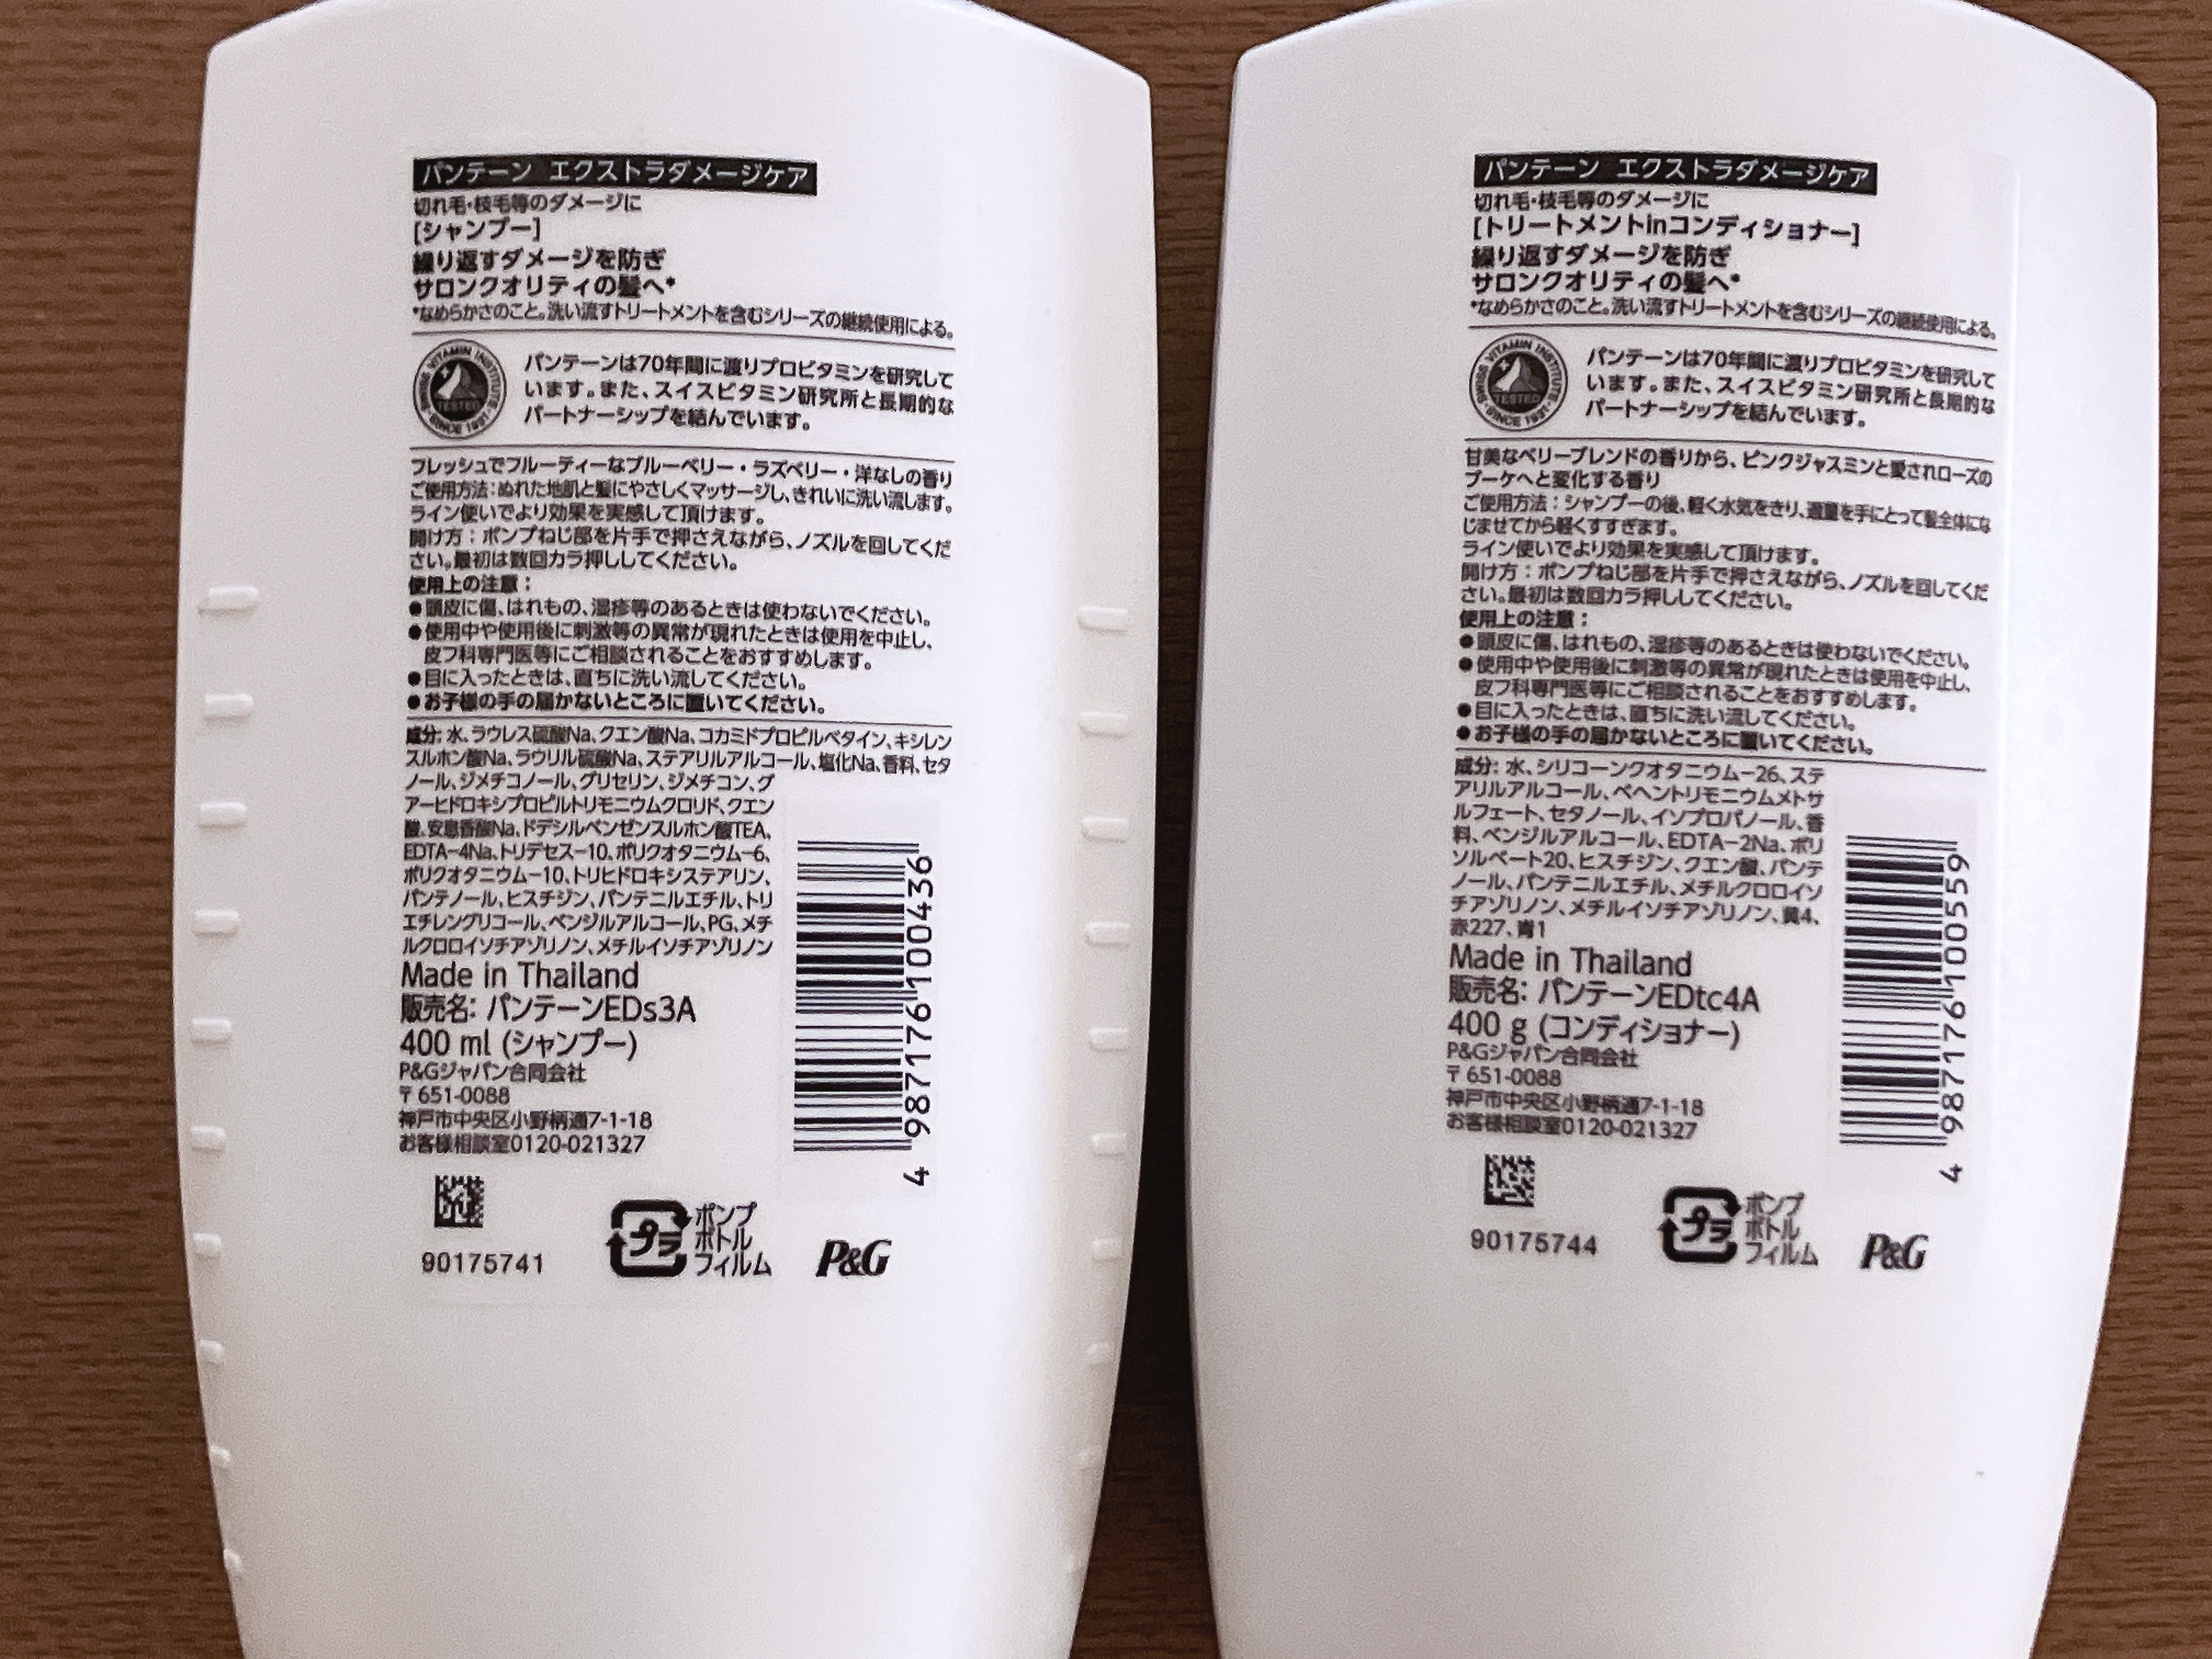 パンテーン エクストラダメージケア
切れ毛・枝毛等のダメージに
[シャンプー]
繰り返すダメージを防ぎ
サロンクオリティの髪へ*
*なめらかさのこと。洗い流すトリートメントを含むシリーズの継続使用による。
SWISS VITAMIN INSTITUTE
TESTED
SINCE 1931
パンテーンは70年間に渡りプロビタミンを研究して
います。また、スイスビタミン研究所と長期的な
パートナーシップを結んでいます。
フレッシュでフルーティーなブルーベリー・ラズベリー・洋なしの香り
ご使用方法:ぬれた地肌と髪にやさしくマッサージし、きれいに洗い流します。
ライン使いでより効果を実感して頂けます。
開け方:ポンプねじ部を片手で押さえながら、ノズルを回してくだ
さい。最初は数回カラ押ししてください。
使用上の注意:
●頭皮に傷、はれもの、湿疹等のあるときは使わないでください。
●使用中や使用後に刺激等の異常が現れたときは使用を中止し、
皮フ科専門医等にご相談されることをおすすめします。
●目に入ったときは、直ちに洗い流してください。
●お子様の手の届かないところに置いてください。
成分:水、ラウレス硫酸Na、クエン酸Na、コカミドプロピルベタイン、キシレン
スルホン酸Na、ラウリル硫酸Na、ステアリルアルコール、塩化Na、香料、セタ
ノール、ジメチコノール、グリセリン、ジメチコン、グ
アーヒドロキシプロピルトリモニウムクロリド、クエン
酸、安息香酸Na、ドデシルベンゼンスルホン酸TEA、
EDTA-4Na、トリデセス-10、ポリクオタニウム-6、
ポリクオタニウム-10、トリヒドロキシステアリン、
パンテノール、ヒスチジン、パンテニルエチル、トリ
エチレングリコール、ベンジルアルコール、PG、メチ
ルクロロイソチアゾリノン、メチルイソチアゾリノン
Made in Thailand
販売名: パンテーンEDs3A
400 ml (シャンプー)
P&Gジャパン合同会社
〒651-0088
神戸市中央区小野柄通7-1-18
お客様相談室0120-021327
4 987176 100436
90175741
プラ
ポンプ
ボトル
フィルム
P&G
パンテーン エクストラダメージケア
切れ毛・枝毛等のダメージに
[トリートメントinコンディショナー]
繰り返すダメージを防ぎ
サロンクオリティの髪へ*
*なめらかさのこと。洗い流すトリートメントを含むシリーズの継続使用による。
SWISS VITAMIN INSTITUTE
TESTED
SINCE 1931
パンテーンは70年間に渡りプロビタミンを研究して
います。また、スイスビタミン研究所と長期的な
パートナーシップを結んでいます。
甘美なベリーブレンドの香りから、ピンクジャスミンと愛されローズの
ブーケへと変化する香り
ご使用方法:シャンプーの後、軽く水気をきり、適量を手にとって髪全体にな
じませてから軽くすすぎます。
ライン使いでより効果を実感して頂けます。
開け方:ポンプねじ部を片手で押さえながら、ノズルを回してくだ
さい。最初は数回カラ押ししてください。
使用上の注意:
●頭皮に傷、はれもの、湿疹等のあるときは使わないでください。
●使用中や使用後に刺激等の異常が現れたときは使用を中止し、
皮フ科専門医等にご相談されることをおすすめします。
●目に入ったときは、直ちに洗い流してください。
●お子様の手の届かないところに置いてください。
成分:水、シリコーンクオタニウム-26、ステ
アリルアルコール、ベヘントリモニウムメトサ
ルフェート、セタノール、イソプロパノール、香
料、ベンジルアルコール、EDTA-2Na、ポリ
ソルベート20、ヒスチジン、クエン酸、パンテ
ノール、パンテニルエチル、メチルクロロイソ
チアゾリノン、メチルイソチアゾリノン、黄4、
赤227、青1
Made in Thailand
販売名: パンテーンEDtc4A
400 g (コンディショナー)
P&Gジャパン合同会社
〒651-0088
神戸市中央区小野柄通7-1-18
お客様相談室0120-021327
4 987176 100559
90175744
プラ
ポンプ
ボトル
フィルム
P&G